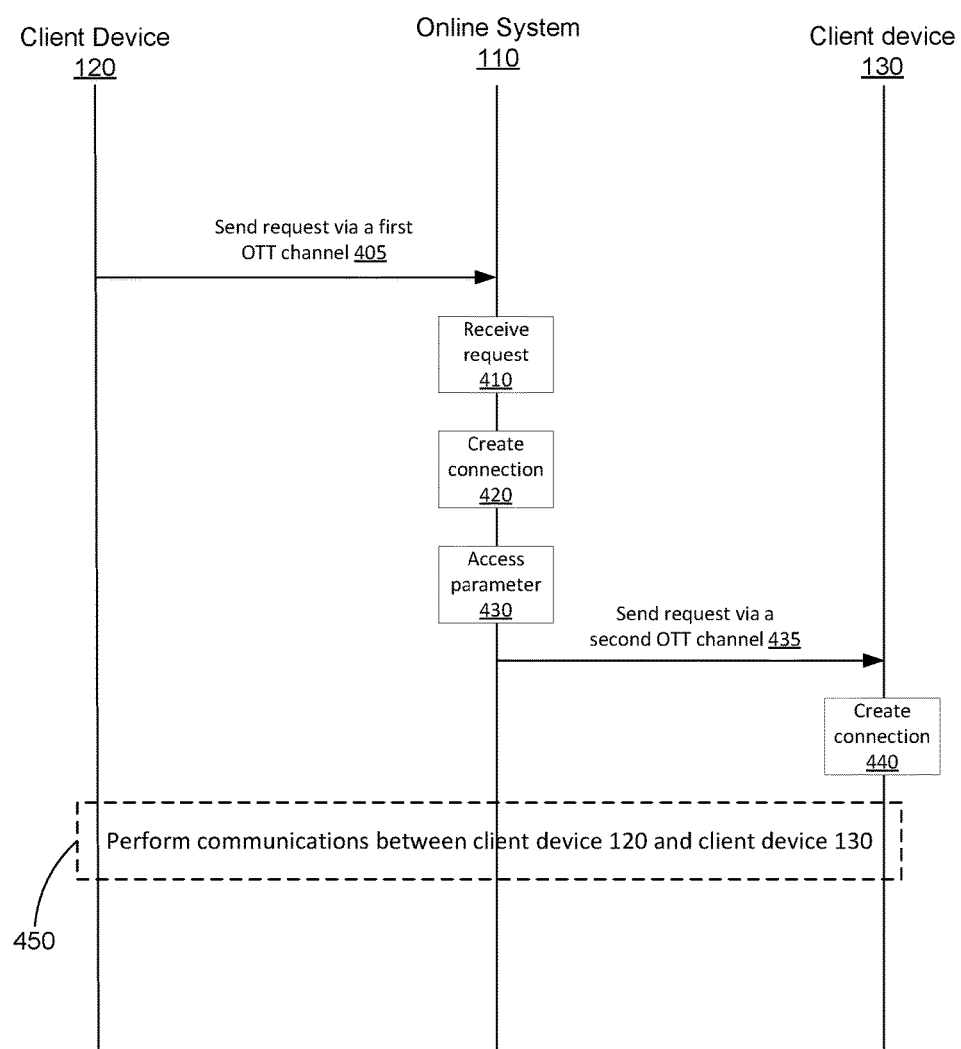 Client Device
120
Online System
110
Client device
130
Send request via a first
OTT channel 405
Receive
request
410
Create
connection
420
Access
parameter
430
Send request via a
second OTT channel 435
Create
connection
440
Perform communications between client device 120 and client device 130
450